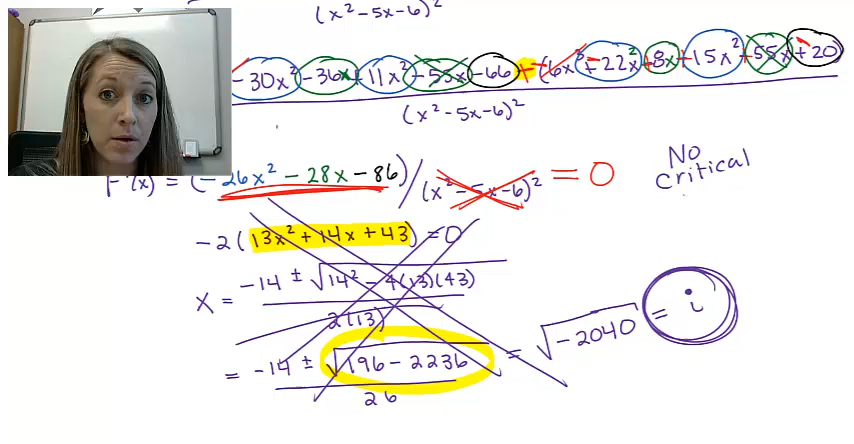 (x²-5x-6)²
-30x² -36x +11x² -55x -66 + -(6x³ -22x² +8x +15x² +55x +20)
(x²-5x-6)²
F'(x) = (-26x² - 28x - 86) / (x² - 5x - 6)² = 0
No
critical
-2(13x² + 14x + 43) = 0
x = -14 ± √14² - 4(13)(43)
2(13)
= -14 ± √196 - 2236 = √-2040 = i
26